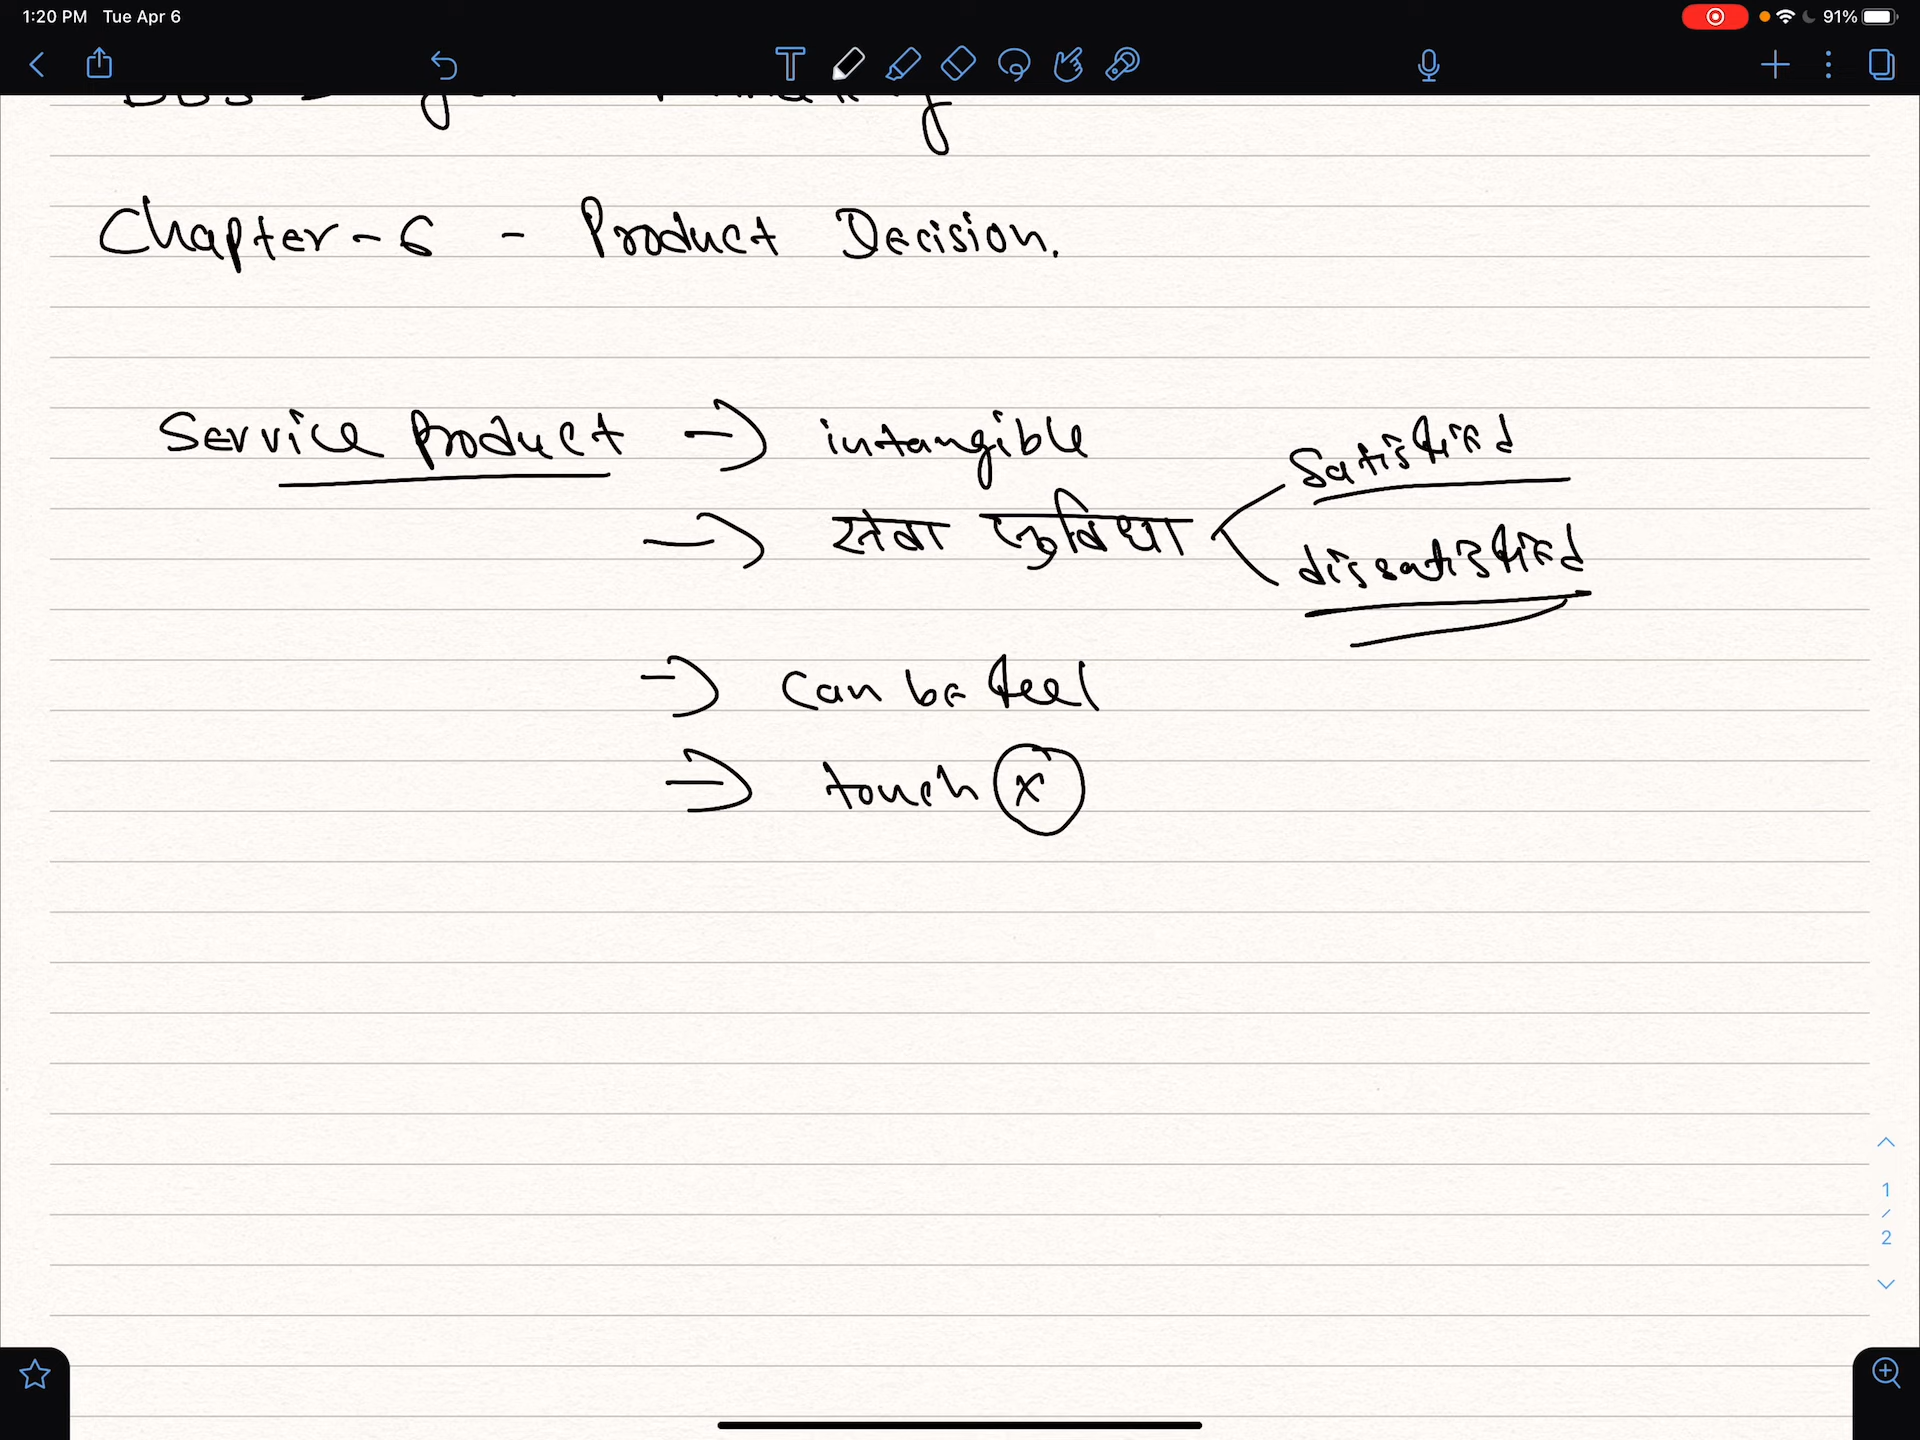 1:20 PM Tue Apr 6
91%
Chapter-6 - Product Decision.
Service Product → intangible
→ सेवा सुविधा
Satisfied
dissatisfied
→ can be feel
→ touch (x)
1
/
2